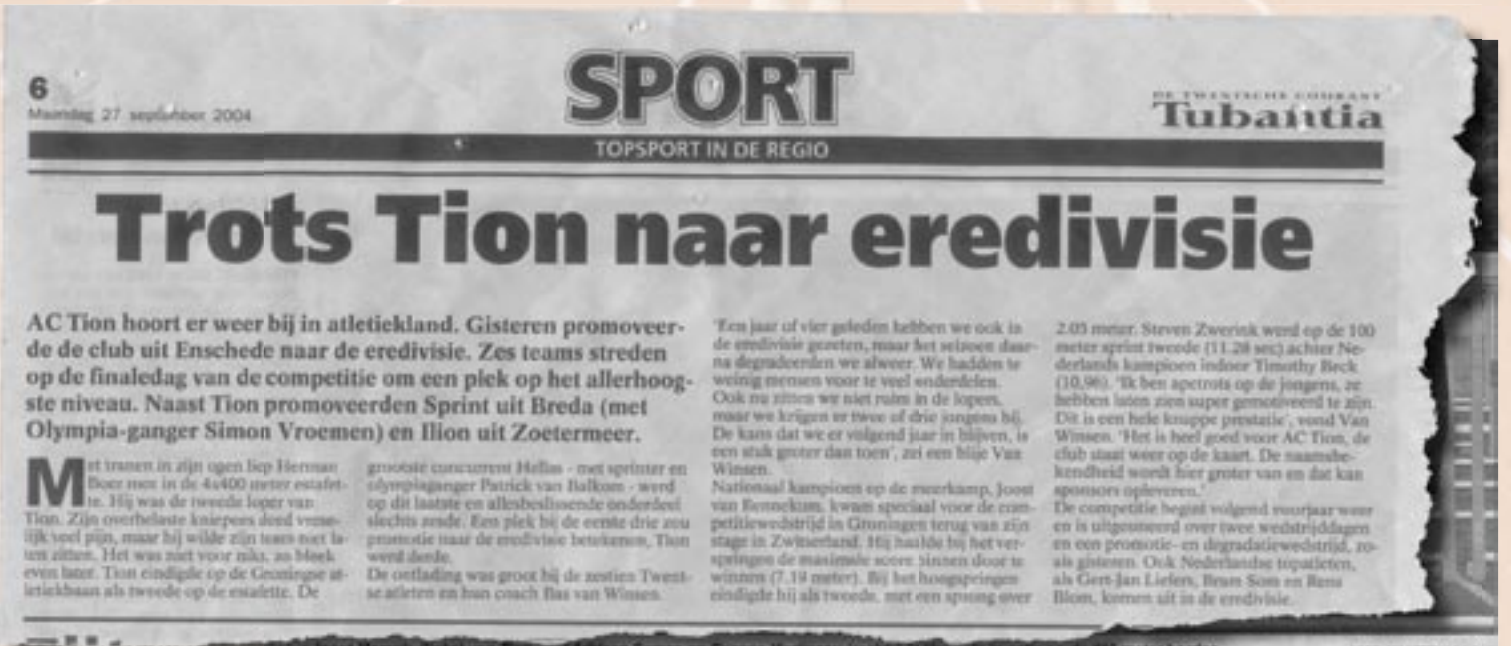 6
Maandag 27 september 2004
SPORT
DE TWENTSCHE COURANT
Tubantia
TOPSPORT IN DE REGIO
Trots Tion naar eredivisie
AC Tion hoort er weer bij in atletiekland. Gisteren promoveer-
de de club uit Enschede naar de eredivisie. Zes teams streden
op de finaledag van de competitie om een plek op het allerhoog-
ste niveau. Naast Tion promoveerden Sprint uit Breda (met
Olympia-ganger Simon Vroemen) en Ilion uit Zoetermeer.
Met tranen in zijn ogen liep Herman
Boer mee in de 4x400 meter estafet-
te. Hij was de tweede loper van
Tion. Zijn overbelaste kniepees deed vrese-
lijk veel pijn, maar hij wilde zijn team niet la-
ten zitten. Het was niet voor niks, zo bleek
even later. Tion eindigde op de Groningse at-
letiekbaan als tweede op de estafette. De
grootste concurrent Hellas - met sprinter en
olympiaganger Patrick van Balkom - werd
op dit laatste en allesbeslissende onderdeel
slechts zesde. Een plek bij de eerste drie zou
promotie naar de eredivisie betekenen, Tion
werd derde.
De ontlading was groot bij de zestien Twent-
se atleten en hun coach Bas van Winsen.
'Een jaar of vier geleden hebben we ook in
de eredivisie gezeten, maar het seizoen daar-
na degradeerden we alweer. We hadden te
weinig mensen voor te veel onderdelen.
Ook nu zitten we niet ruim in de lopers,
maar we krijgen er twee of drie jongens bij.
De kans dat we er volgend jaar in blijven, is
een stuk groter dan toen', zei een blije Van
Winsen.
Nationaal kampioen op de meerkamp, Joost
van Bennekum, kwam speciaal voor de com-
petitiewedstrijd in Groningen terug van zijn
stage in Zwitserland. Hij haalde bij het ver-
springen de maximale score binnen door te
winnen (7.19 meter). Bij het hoogspringen
eindigde hij als tweede, met een sprong over
2.05 meter. Steven Zwerink werd op de 100
meter sprint tweede (11.28 sec) achter Ne-
derlands kampioen indoor Timothy Beck
(10,96). 'Ik ben apetrots op de jongens, ze
hebben laten zien super gemotiveerd te zijn.
Dit is een hele knappe prestatie', vond Van
Winsen. 'Het is heel goed voor AC Tion, de
club staat weer op de kaart. De naamsbe-
kendheid wordt hier groter van en dat kan
sponsors opleveren.'
De competitie begint volgend voorjaar weer
en is uitgesmeerd over twee wedstrijddagen
en een promotie- en degradatiewedstrijd, zo-
als gisteren. Ook Nederlandse topatleten,
als Gert-Jan Liefers, Bram Som en Rens
Blom, komen uit in de eredivisie.